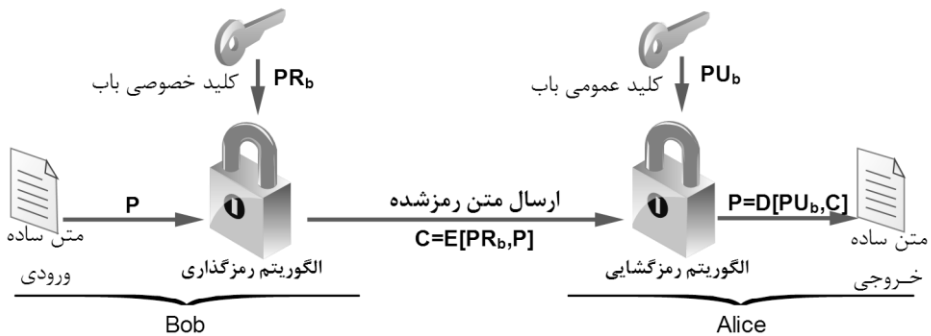 کلید خصوصی باب
PRb
کلید عمومی باب
PUb
متن ساده
ورودی
P
الگوریتم رمزگذاری
ارسال متن رمزشده
C=E[PRb,P]
الگوریتم رمزگشایی
P=D[PUb,C]
متن ساده
خـروجی
Bob
Alice